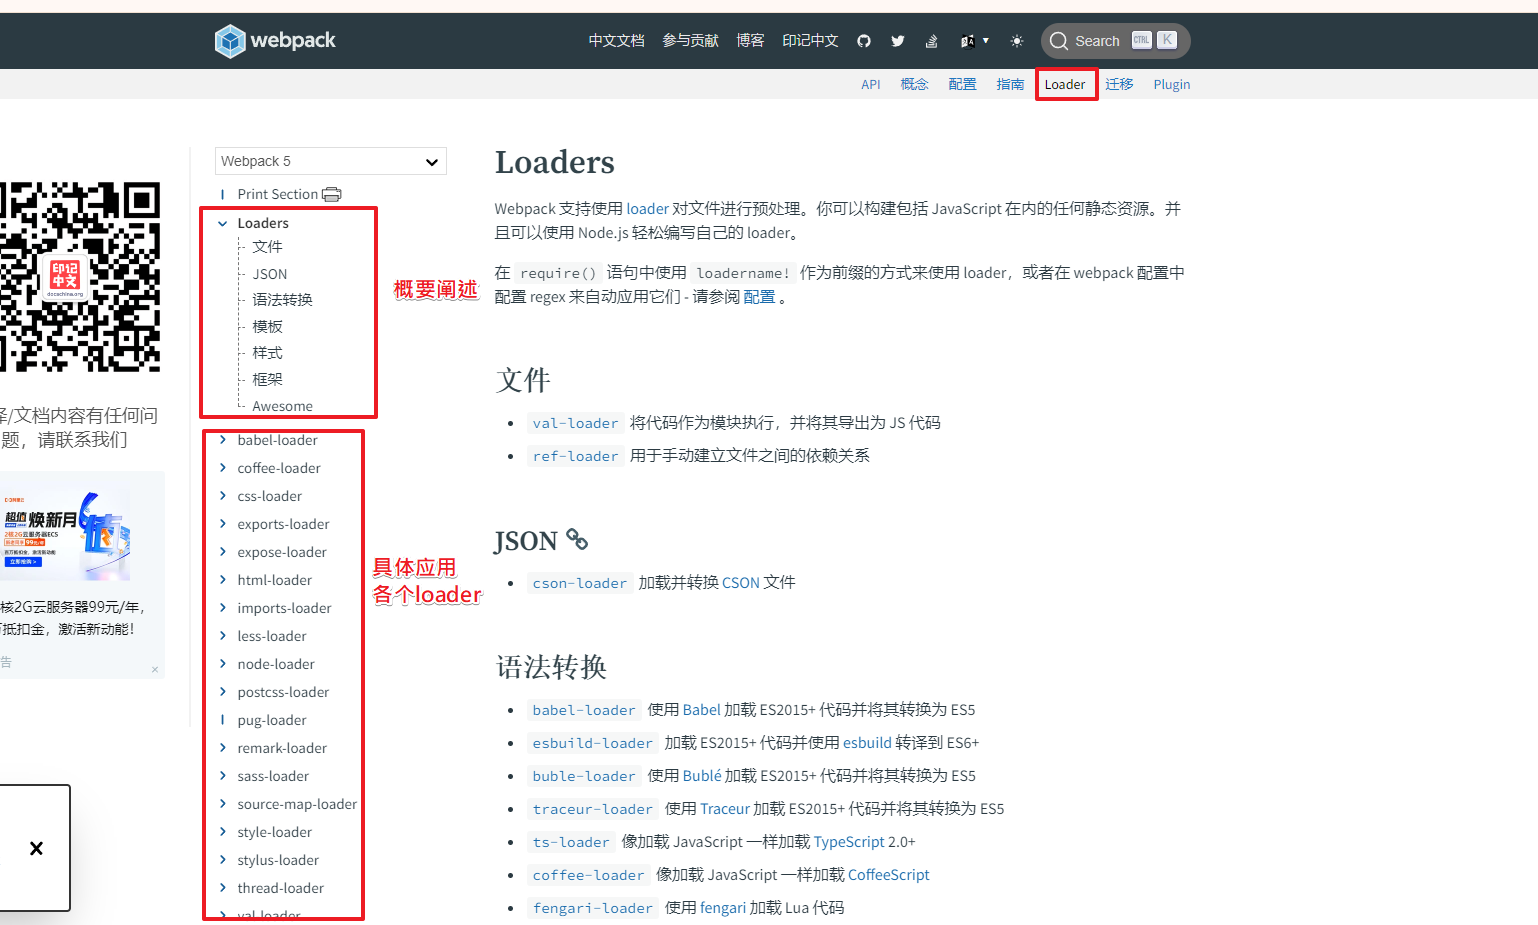 webpack
中文文档 参与贡献 博客 印记中文
Search CTRL K
API 概念 配置 指南 Loader 迁移 Plugin
印记
中文
docschina.org
译/文档内容有任何问
题，请联系我们
超值 焕新月
2核2G云服务器ECS
立即抢购 >
核2G云服务器99元/年，
抵扣金，激活新动能！
告
×
Webpack 5
Print Section
Loaders
文件
JSON
语法转换
模板
样式
框架
Awesome
概要阐述
babel-loader
coffee-loader
css-loader
exports-loader
expose-loader
html-loader
imports-loader
less-loader
node-loader
postcss-loader
pug-loader
remark-loader
sass-loader
source-map-loader
style-loader
stylus-loader
thread-loader
val-loader
具体应用
各个loader
Loaders
Webpack 支持使用 loader 对文件进行预处理。你可以构建包括 JavaScript 在内的任何静态资源。并
且可以使用 Node.js 轻松编写自己的 loader。
在 require() 语句中使用 loadername! 作为前缀的方式来使用 loader，或者在 webpack 配置中
配置 regex 来自动应用它们 - 请参阅 配置 。
文件
val-loader 将代码作为模块执行，并将其导出为 JS 代码
ref-loader 用于手动建立文件之间的依赖关系
JSON
cson-loader 加载并转换 CSON 文件
语法转换
babel-loader 使用 Babel 加载 ES2015+ 代码并将其转换为 ES5
esbuild-loader 加载 ES2015+ 代码并使用 esbuild 转译到 ES6+
buble-loader 使用 Bublé 加载 ES2015+ 代码并将其转换为 ES5
traceur-loader 使用 Traceur 加载 ES2015+ 代码并将其转换为 ES5
ts-loader 像加载 JavaScript 一样加载 TypeScript 2.0+
coffee-loader 像加载 JavaScript 一样加载 CoffeeScript
fengari-loader 使用 fengari 加载 Lua 代码